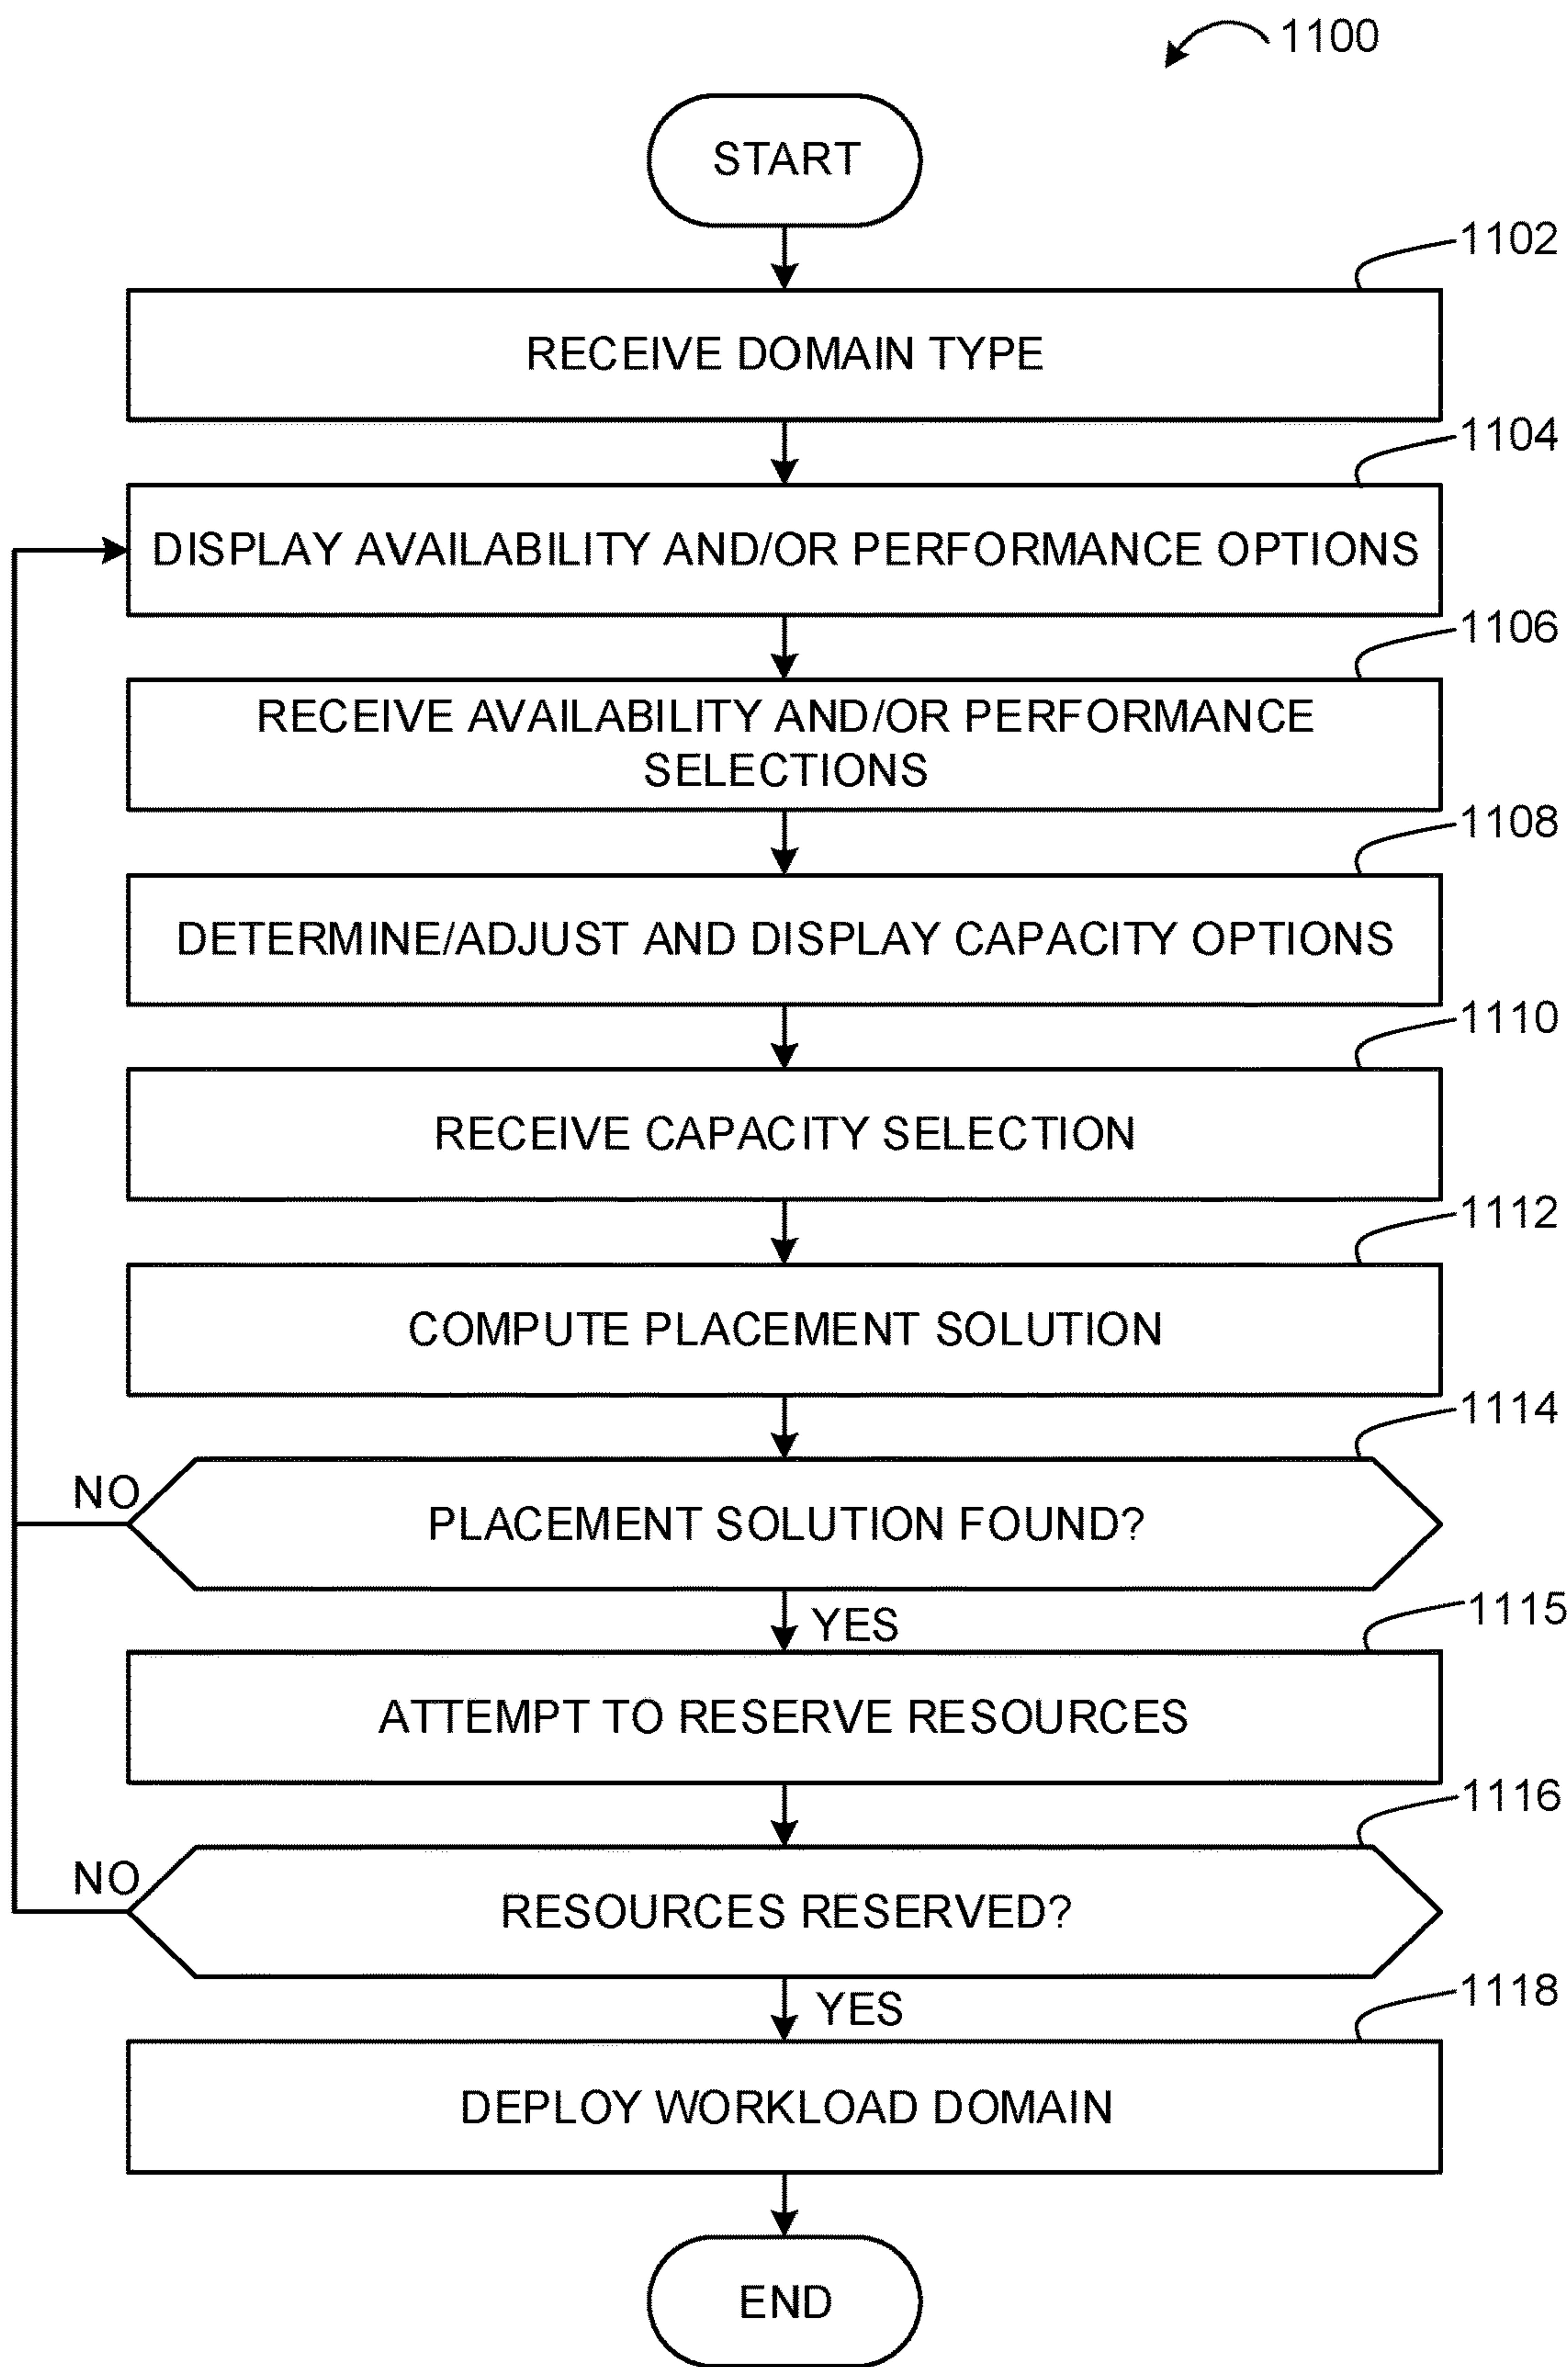 1100
START
1102
RECEIVE DOMAIN TYPE
1104
DISPLAY AVAILABILITY AND/OR PERFORMANCE OPTIONS
1106
RECEIVE AVAILABILITY AND/OR PERFORMANCE
SELECTIONS
1108
DETERMINE/ADJUST AND DISPLAY CAPACITY OPTIONS
1110
RECEIVE CAPACITY SELECTION
1112
COMPUTE PLACEMENT SOLUTION
1114
NO
PLACEMENT SOLUTION FOUND?
YES
1115
ATTEMPT TO RESERVE RESOURCES
1116
NO
RESOURCES RESERVED?
YES
1118
DEPLOY WORKLOAD DOMAIN
END